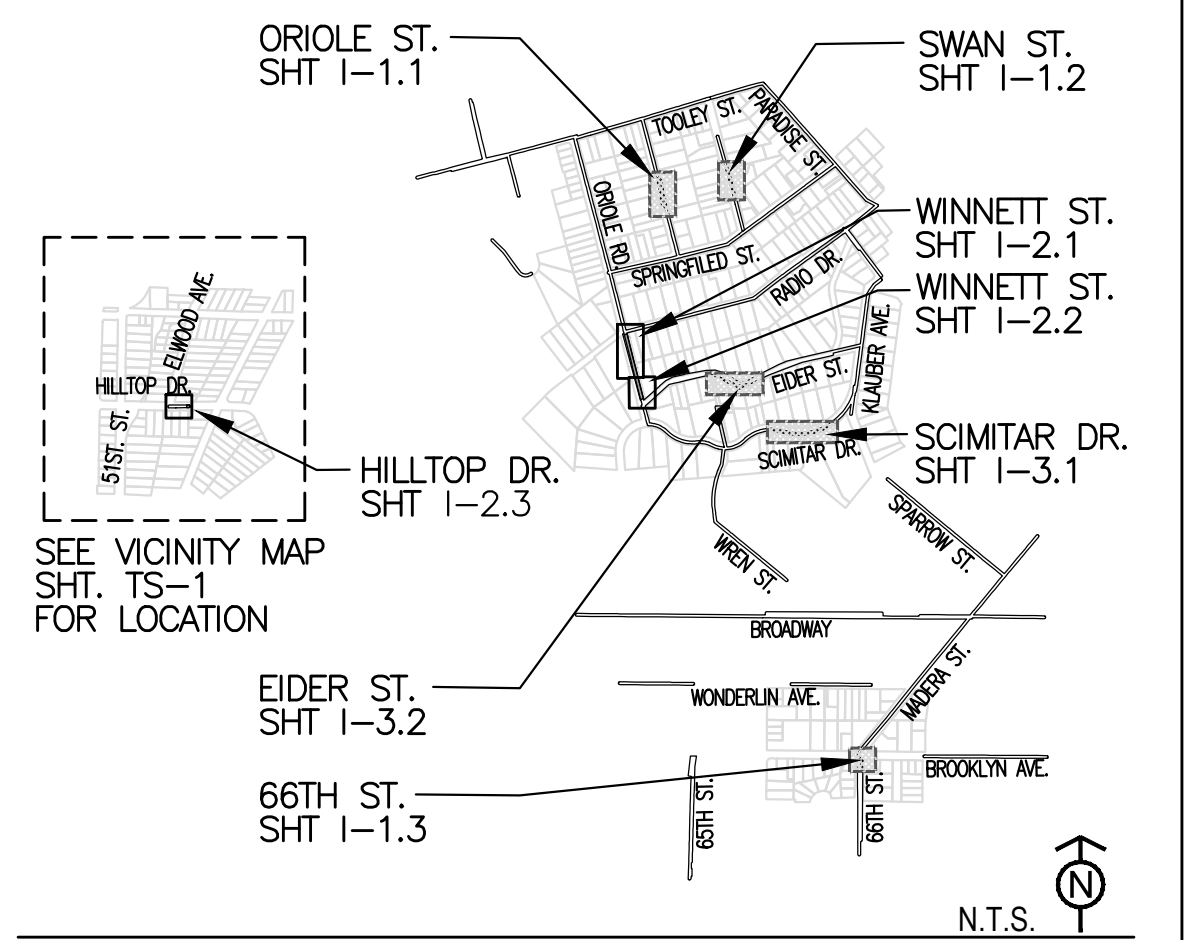 ORIOLE ST.
SHT I-1.1
SWAN ST.
SHT I-1.2
TOOLEY ST.
PARADISE ST.
ORIOLE RD.
SPRINGFILED ST.
RADIO DR.
WINNETT ST.
SHT I-2.1
WINNETT ST.
SHT I-2.2
KLAUBER AVE.
EIDER ST.
SCIMITAR DR.
SCIMITAR DR.
SHT I-3.1
ELWOOD AVE.
HILLTOP DR.
51ST. ST.
HILLTOP DR.
SHT I-2.3
SEE VICINITY MAP
SHT. TS-1
FOR LOCATION
SPARROW ST.
WREN ST.
BROADWAY
MADERA ST.
WONDERLIN AVE.
EIDER ST.
SHT I-3.2
BROOKLYN AVE.
66TH ST.
SHT I-1.3
65TH ST.
66TH ST.
N
N.T.S.